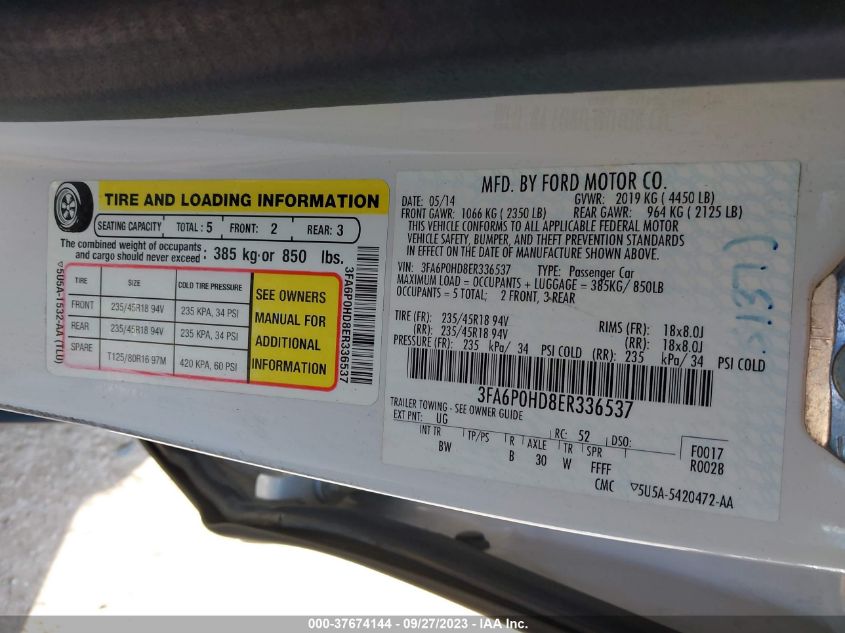 TIRE AND LOADING INFORMATION
SEATING CAPACITY TOTAL : 5 FRONT: 2 REAR: 3
The combined weight of occupants and cargo should never exceed : 385 kg or 850 lbs.
TIRE SIZE COLD TIRE PRESSURE
FRONT 235/45R18 94V 235 KPA, 34 PSI
REAR 235/45R18 94V 235 KPA, 34 PSI
SPARE T125/80R16 97M 420 KPA, 60 PSI
SEE OWNERS
MANUAL FOR
ADDITIONAL
INFORMATION
3FA6P0HD8ER336537
MFD. BY FORD MOTOR CO.
DATE: 05/14 GVWR: 2019 KG ( 4450 LB)
FRONT GAWR: 1066 KG ( 2350 LB) REAR GAWR: 964 KG ( 2125 LB)
THIS VEHICLE CONFORMS TO ALL APPLICABLE FEDERAL MOTOR
VEHICLE SAFETY, BUMPER, AND THEFT PREVENTION STANDARDS
IN EFFECT ON THE DATE OF MANUFACTURE SHOWN ABOVE.
VIN: 3FA6P0HD8ER336537 TYPE: Passenger Car
MAXIMUM LOAD = OCCUPANTS + LUGGAGE = 385KG/ 850LB
OCCUPANTS = 5 TOTAL; 2 FRONT, 3-REAR
TIRE (FR): 235/45R18 94V RIMS (FR): 18x8.0J
(RR): 235/45R18 94V (RR): 18x8.0J
PRESSURE (FR): 235 kPa/ 34 PSI COLD (RR): 235 kPa/ 34 PSI COLD
3FA6P0HD8ER336537
TRAILER TOWING - SEE OWNER GUIDE
EXT PNT: UG RC: 52 DSO: F0017
INT TR TP/PS R AXLE TR SPR R0028
BW B 30 W FFFF
CMC ▽5U5A-5420472-AA
000-37674144 | 09/27/2023 | IAA Inc.